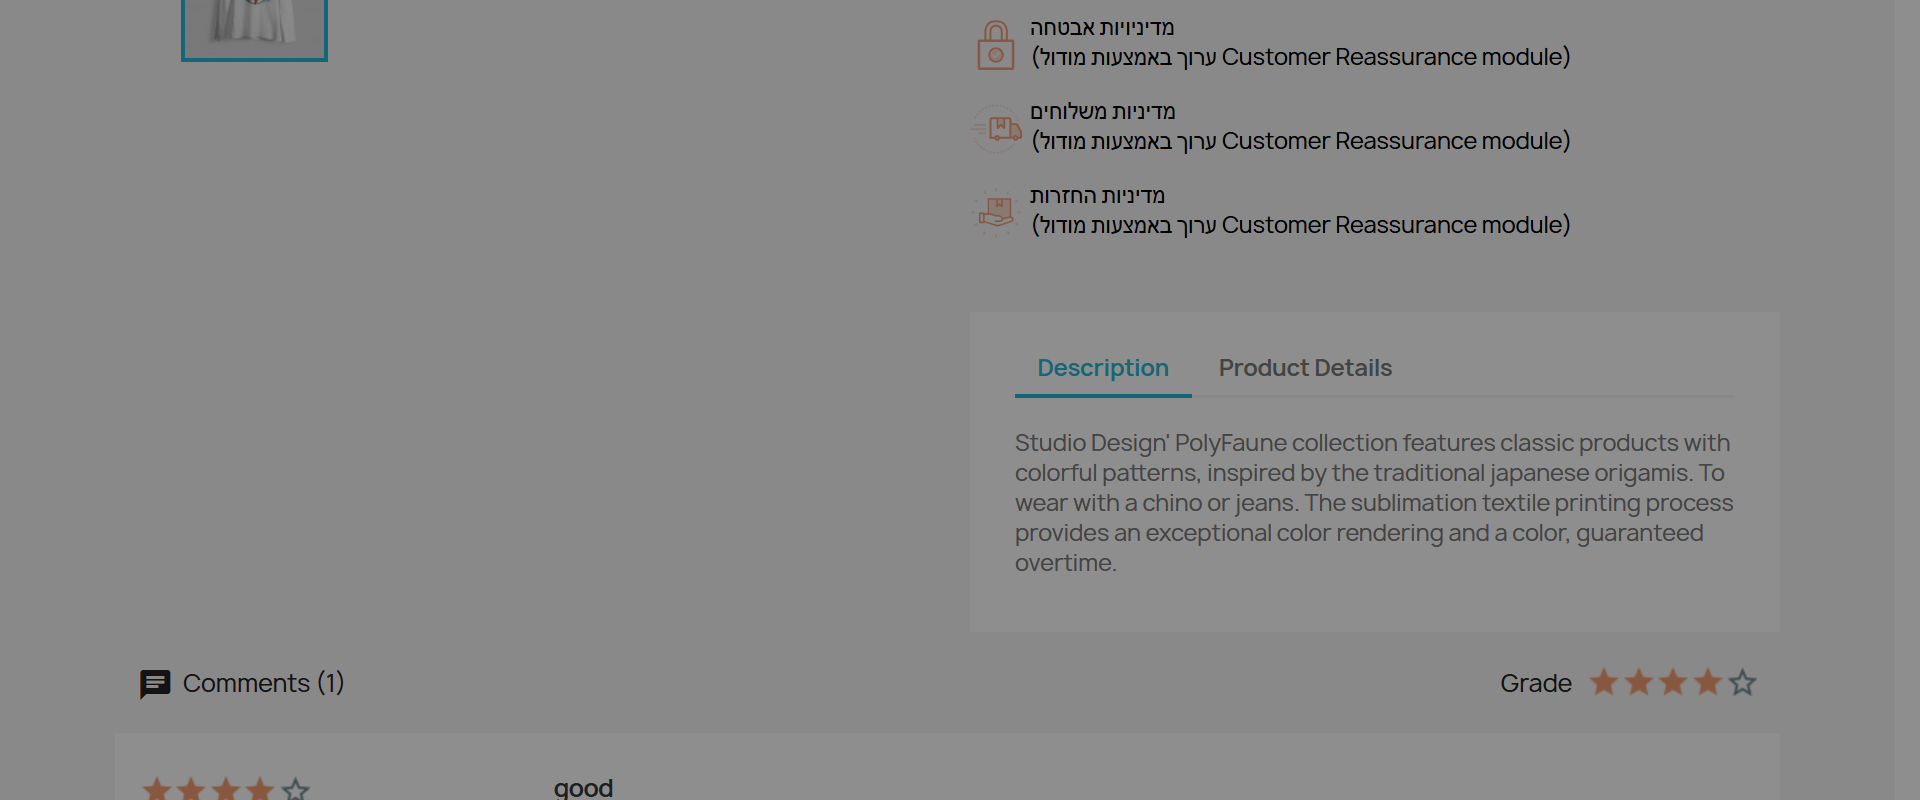 מדיניויות אבטחה
(ערוך באמצעות מודול Customer Reassurance module)
מדיניות משלוחים
(ערוך באמצעות מודול Customer Reassurance module)
מדיניות החזרות
(ערוך באמצעות מודול Customer Reassurance module)
Description Product Details
Studio Design' PolyFaune collection features classic products with
colorful patterns, inspired by the traditional japanese origamis. To
wear with a chino or jeans. The sublimation textile printing process
provides an exceptional color rendering and a color, guaranteed
overtime.
Comments (1)
Grade
good